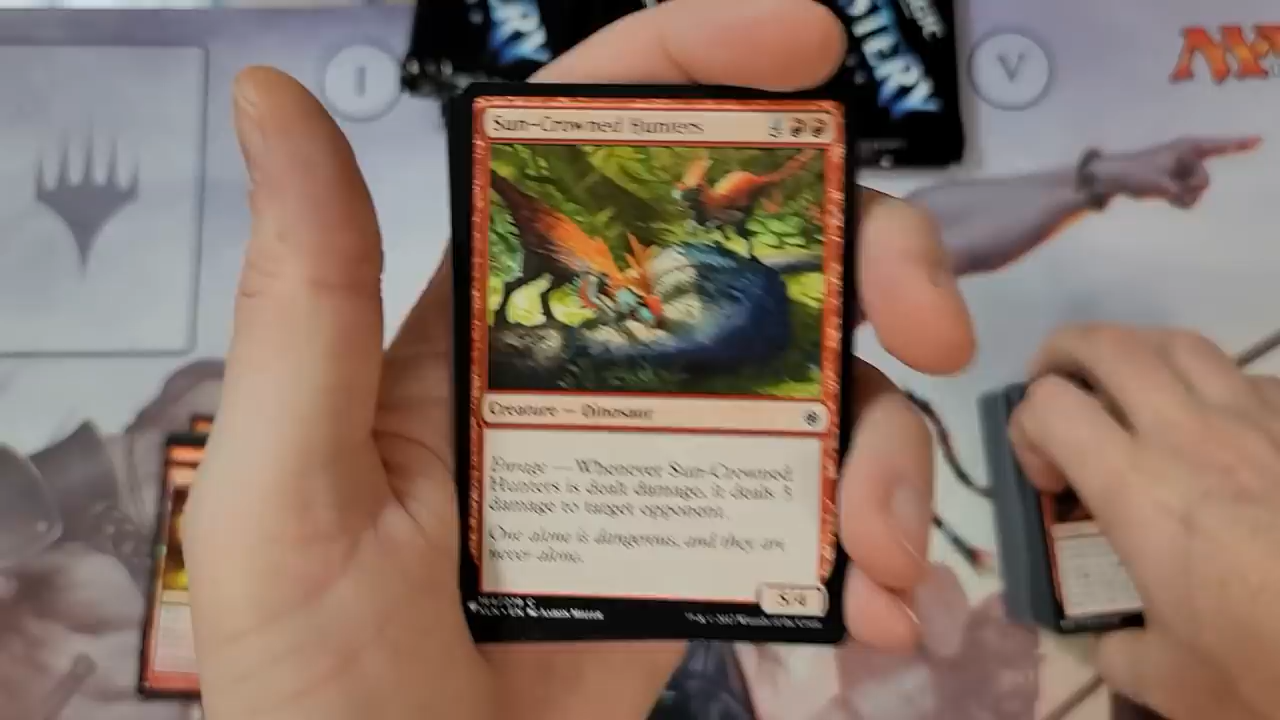 I
V
Sun-Crowned Hunters 4
Creature — Dinosaur
Enrage — Whenever Sun-Crowned
Hunters is dealt damage, it deals 3
damage to target opponent.
One alone is dangerous, and they are
never alone.
5/4